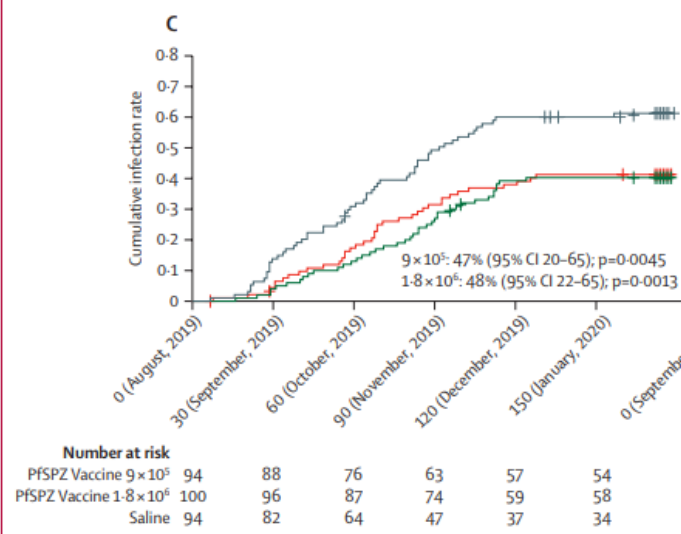 C
0·8
0·7
0·6
0·5
0·4
0·3
0·2
0·1
0
Cumulative infection rate
9 × 10⁵: 47% (95% CI 20–65); p=0·0045
1·8 × 10⁶: 48% (95% CI 22–65); p=0·0013
0 (August, 2019)
30 (September, 2019)
60 (October, 2019)
90 (November, 2019)
120 (December, 2019)
150 (January, 2020)
0 (Septembe
Number at risk
PfSPZ Vaccine 9 × 10⁵ 94 88 76 63 57 54
PfSPZ Vaccine 1·8 × 10⁶ 100 96 87 74 59 58
Saline 94 82 64 47 37 34